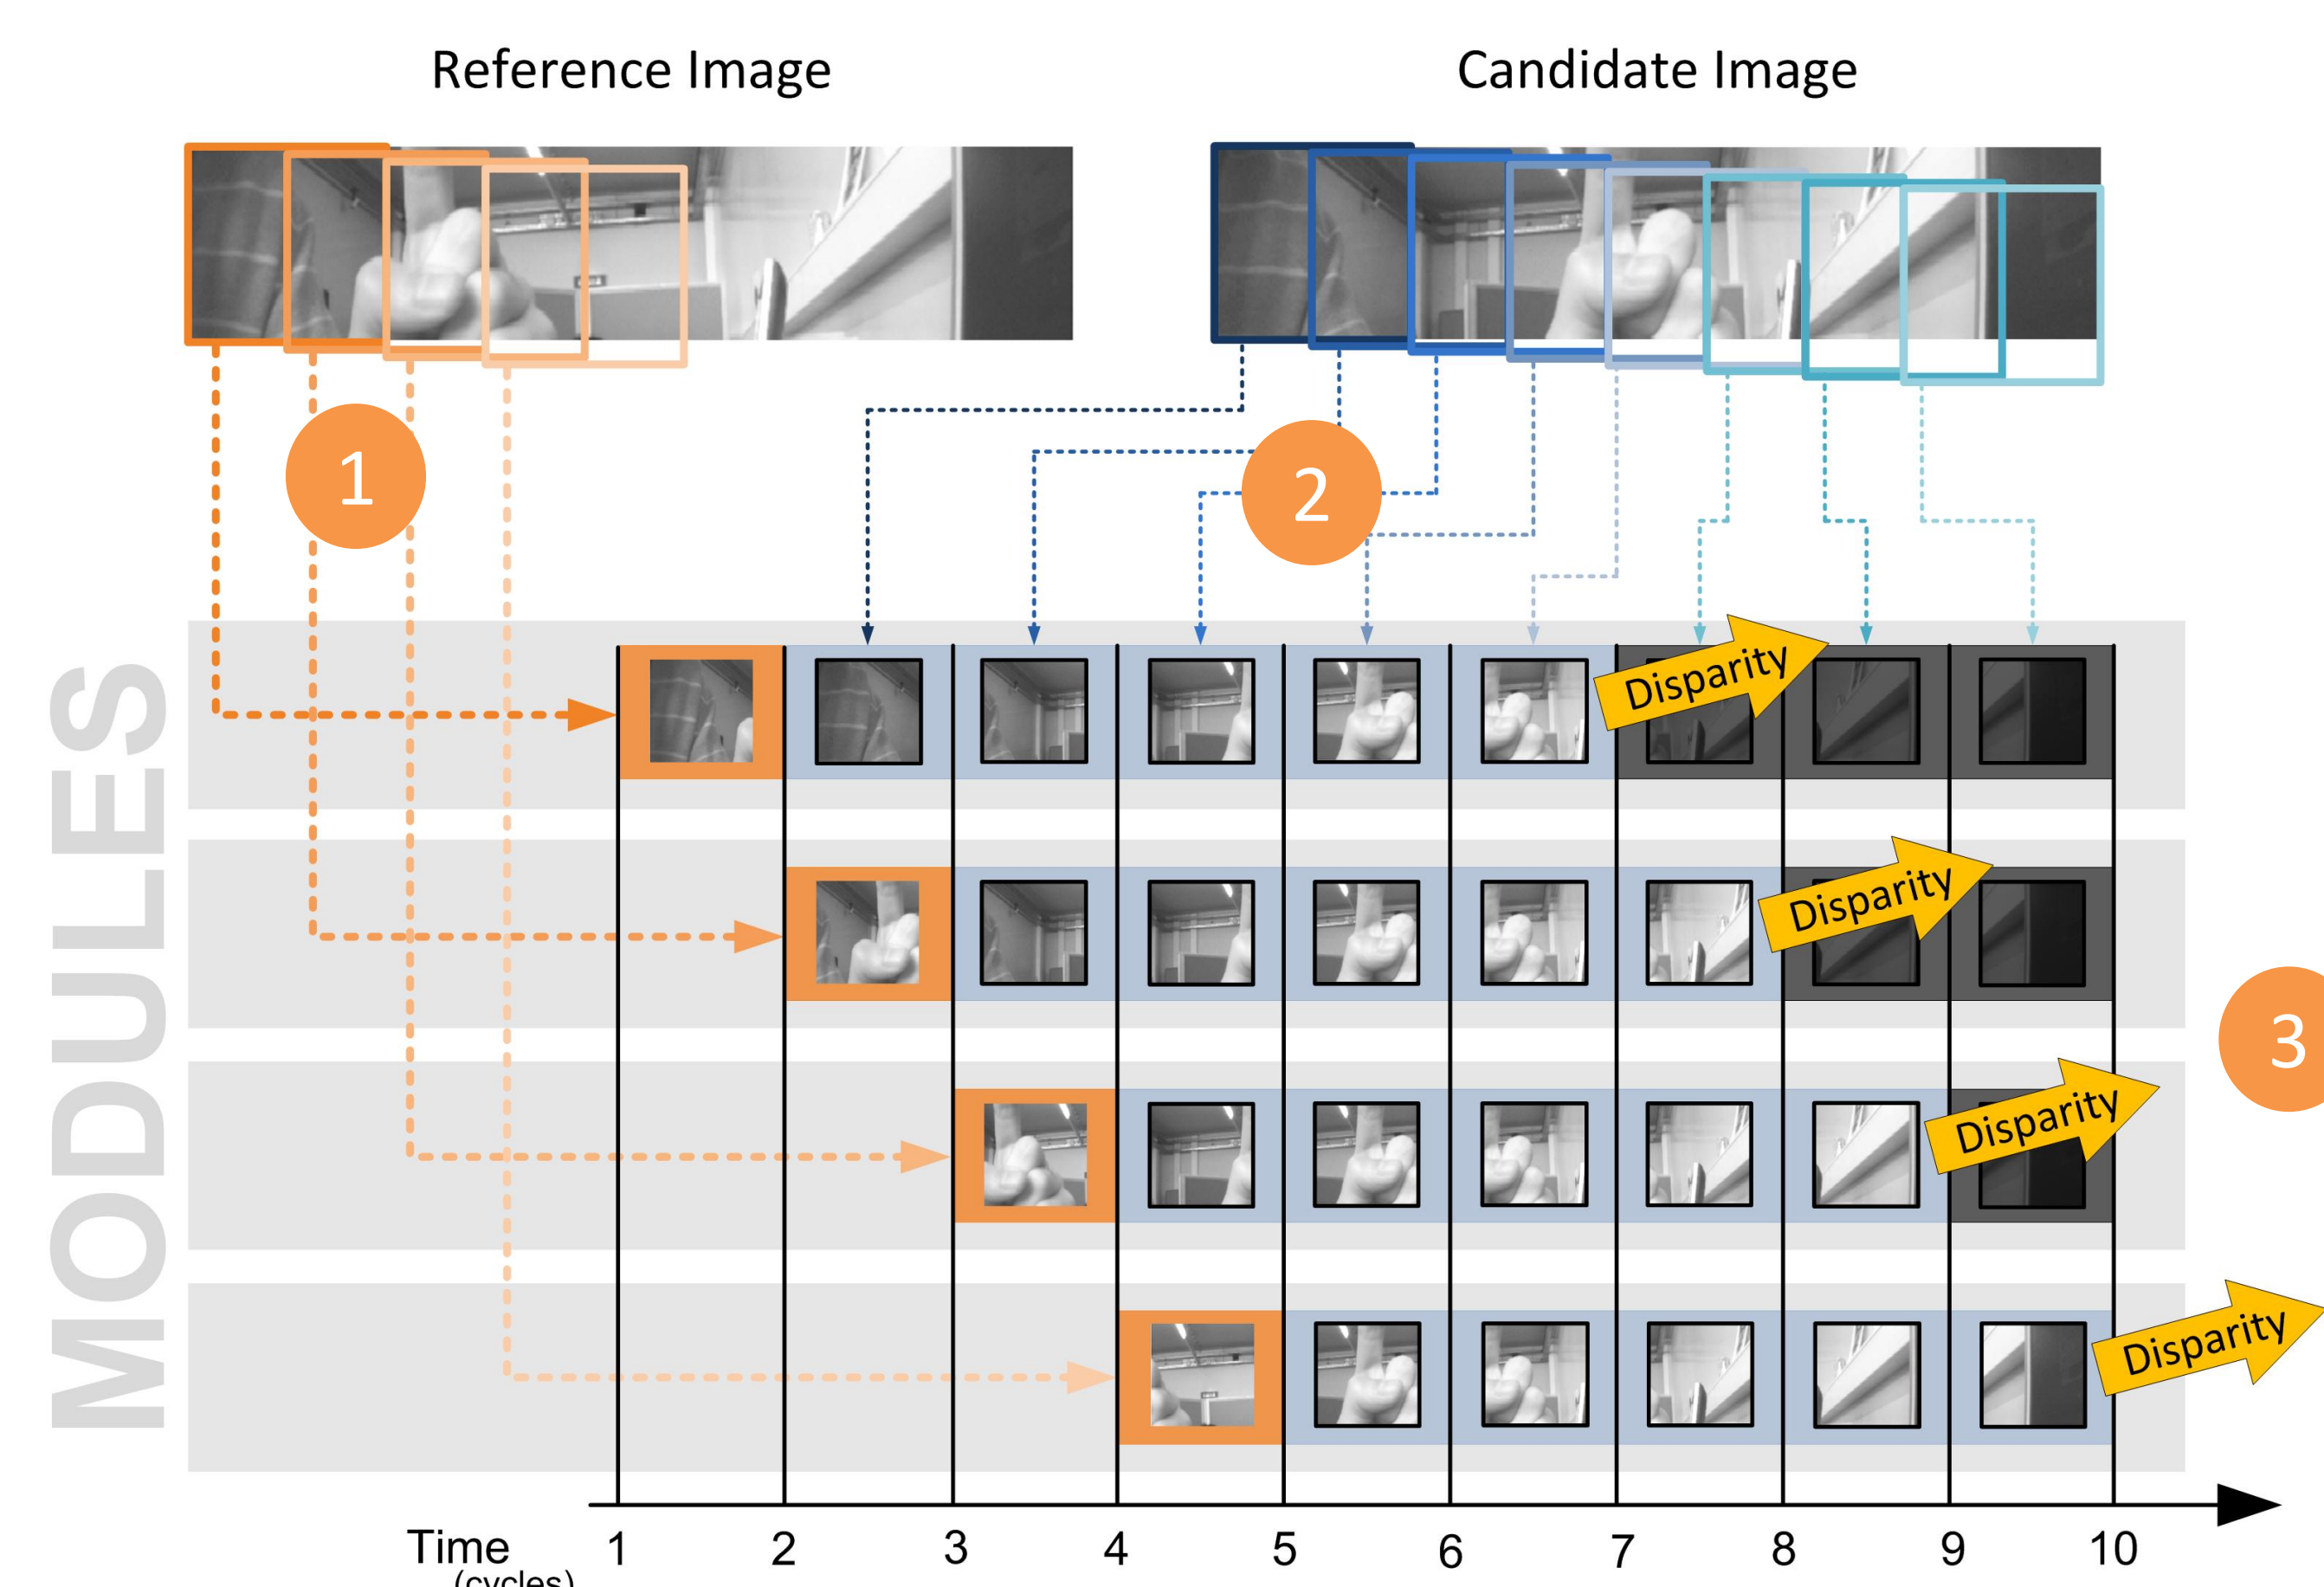 Reference Image
Candidate Image
1
2
MODULES
Disparity
Disparity
3
Disparity
Disparity
Time
(cycles)
1 2 3 4 5 6 7 8 9 10